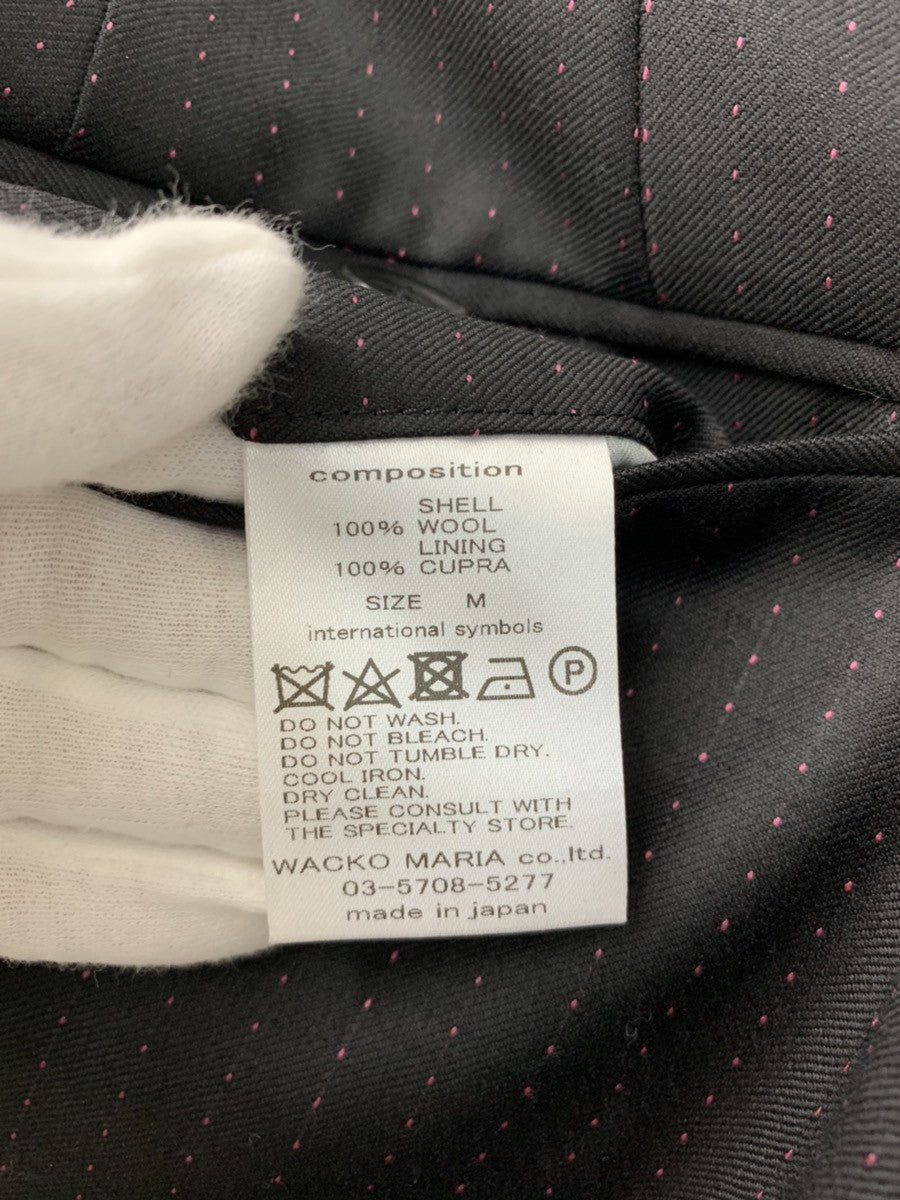 composition
SHELL
100% WOOL
LINING
100% CUPRA
SIZE M
international symbols
P
DO NOT WASH.
DO NOT BLEACH.
DO NOT TUMBLE DRY.
COOL IRON.
DRY CLEAN.
PLEASE CONSULT WITH
THE SPECIALTY STORE.
WACKO MARIA co.,ltd.
03-5708-5277
made in japan